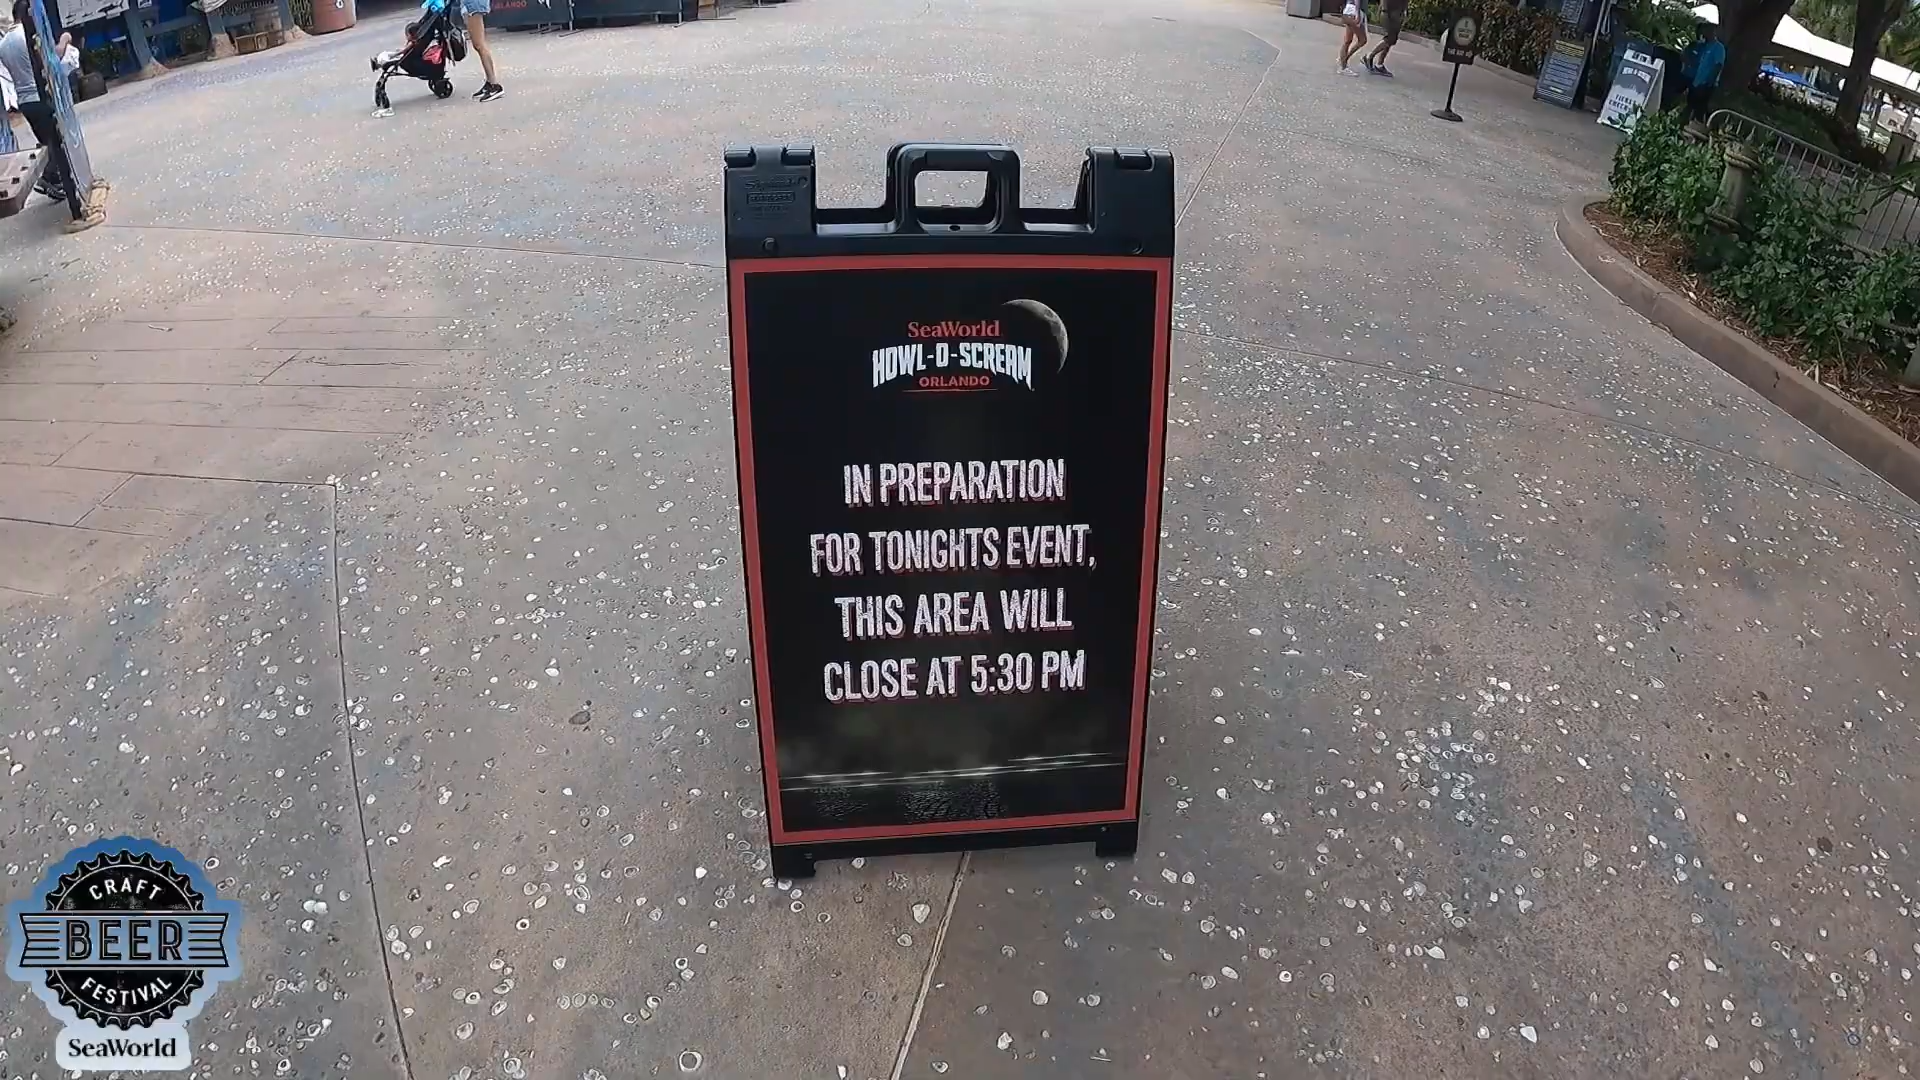 ORLANDO
SeaWorld
HOWL-O-SCREAM
ORLANDO
IN PREPARATION
FOR TONIGHTS EVENT,
THIS AREA WILL
CLOSE AT 5:30 PM
CRAFT
BEER
FESTIVAL
SeaWorld